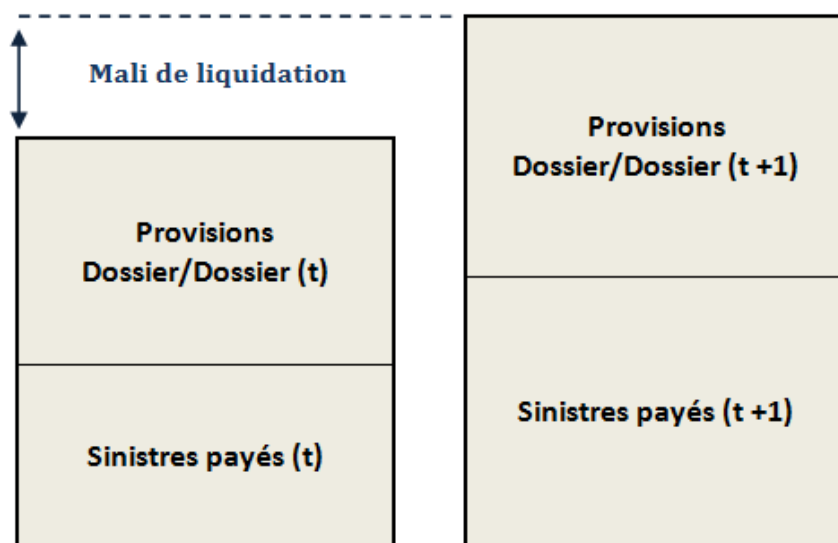 Mali de liquidation
Provisions
Dossier/Dossier (t)
Sinistres payés (t)
Provisions
Dossier/Dossier (t +1)
Sinistres payés (t +1)